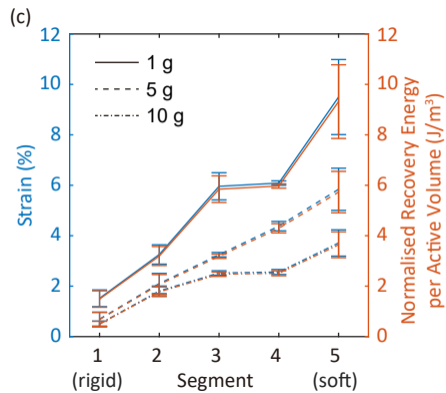 (c)
12
10
8
6
4
2
0
Strain (%)
1 g
5 g
10 g
12
10
8
6
4
2
0
Normalised Recovery Energy
per Active Volume (J/m³)
1 2 3 4 5
(rigid) Segment (soft)